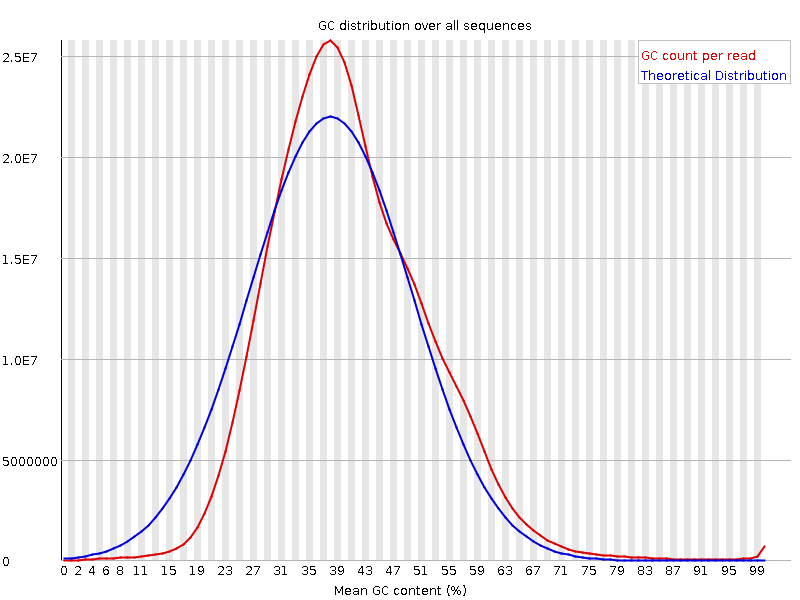 GC distribution over all sequences
GC count per read
Theoretical Distribution
2.5E7
2.0E7
1.5E7
1.0E7
5000000
0
0 2 4 6 8 11 15 19 23 27 31 35 39 43 47 51 55 59 63 67 71 75 79 83 87 91 95 99
Mean GC content (%)